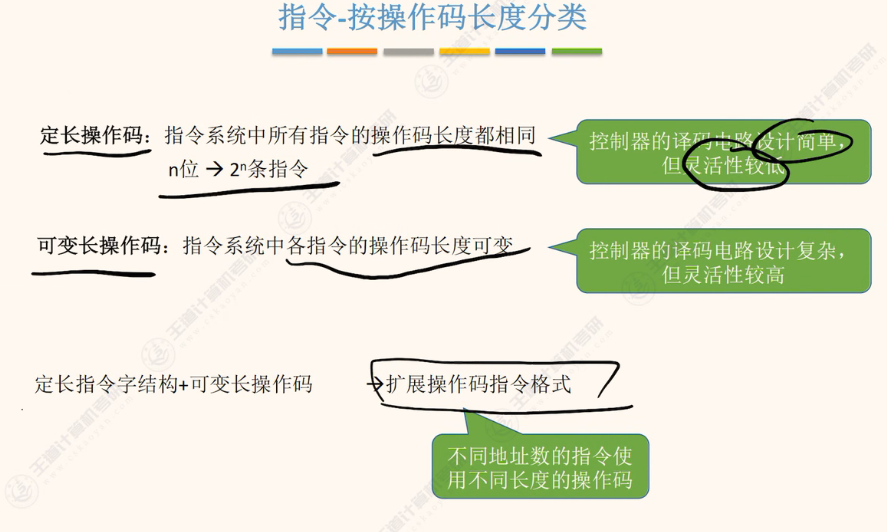 指令-按操作码长度分类
定长操作码：指令系统中所有指令的操作码长度都相同
n位 → 2ⁿ条指令
控制器的译码电路设计简单，
但灵活性较低
可变长操作码：指令系统中各指令的操作码长度可变
控制器的译码电路设计复杂，
但灵活性较高
定长指令字结构+可变长操作码 →扩展操作码指令格式
不同地址数的指令使
用不同长度的操作码